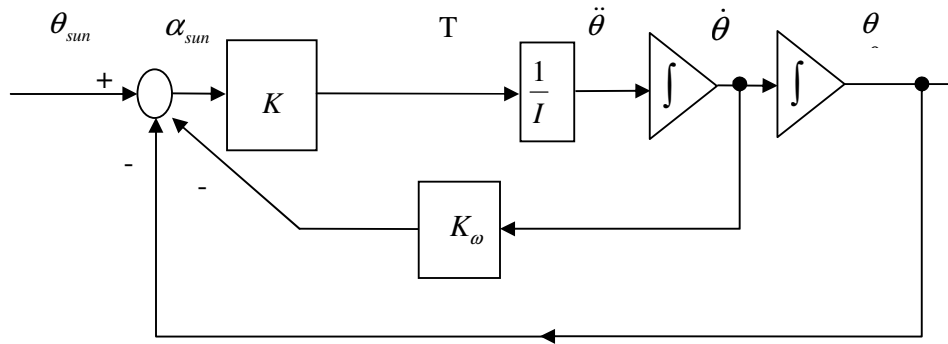 θ_sun α_sun T θ̈ θ̇ θ
+ K 1/I ∫ ∫
- - K_ω